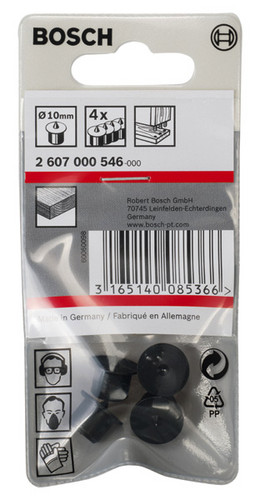 BOSCH
Ø 10mm
4x
2 607 000 546-000
Robert Bosch GmbH
70745 Leinfelden-Echterdingen
Germany
www.bosch-pt.com
3 165140 085366 >
Made in Germany / Fabriqué en Allemagne
05
PP